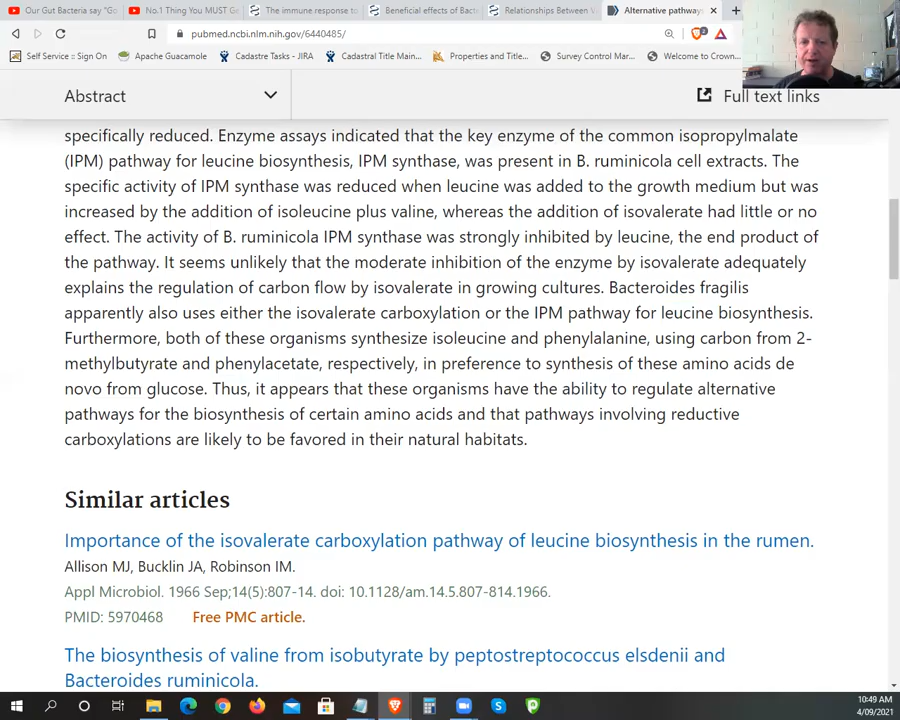 Our Gut Bacteria say "Go
No.1 Thing You MUST Ge
The immune response to
Beneficial effects of Bact
Relationships Between V
Alternative pathways
pubmed.ncbi.nlm.nih.gov/6440485/
Self Service :: Sign On
Apache Guacamole
Cadastre Tasks - JIRA
Cadastral Title Main...
Properties and Title...
Survey Control Mar...
Welcome to Crown...
Abstract
Full text links
specifically reduced. Enzyme assays indicated that the key enzyme of the common isopropylmalate
(IPM) pathway for leucine biosynthesis, IPM synthase, was present in B. ruminicola cell extracts. The
specific activity of IPM synthase was reduced when leucine was added to the growth medium but was
increased by the addition of isoleucine plus valine, whereas the addition of isovalerate had little or no
effect. The activity of B. ruminicola IPM synthase was strongly inhibited by leucine, the end product of
the pathway. It seems unlikely that the moderate inhibition of the enzyme by isovalerate adequately
explains the regulation of carbon flow by isovalerate in growing cultures. Bacteroides fragilis
apparently also uses either the isovalerate carboxylation or the IPM pathway for leucine biosynthesis.
Furthermore, both of these organisms synthesize isoleucine and phenylalanine, using carbon from 2-
methylbutyrate and phenylacetate, respectively, in preference to synthesis of these amino acids de
novo from glucose. Thus, it appears that these organisms have the ability to regulate alternative
pathways for the biosynthesis of certain amino acids and that pathways involving reductive
carboxylations are likely to be favored in their natural habitats.
Similar articles
Importance of the isovalerate carboxylation pathway of leucine biosynthesis in the rumen.
Allison MJ, Bucklin JA, Robinson IM.
Appl Microbiol. 1966 Sep;14(5):807-14. doi: 10.1128/am.14.5.807-814.1966.
PMID: 5970468 Free PMC article.
The biosynthesis of valine from isobutyrate by peptostreptococcus elsdenii and
Bacteroides ruminicola.
10:49 AM
4/09/2021